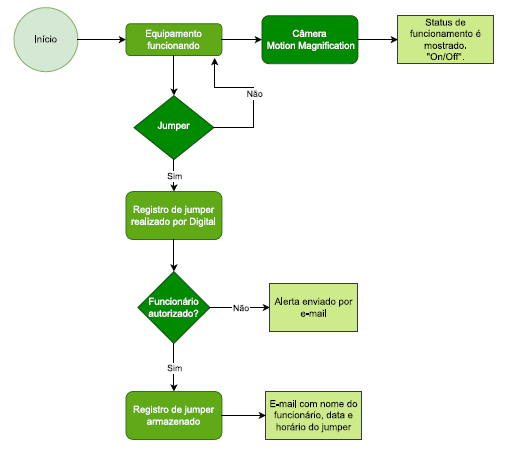 Início
Equipamento
funcionando
Câmera
Motion Magnification
Status de
funcionamento é
mostrado.
"On/Off".
Não
Jumper
Sim
Registro de jumper
realizado por Digital
Funcionário
autorizado?
Não
Alerta enviado por
e-mail
Sim
Registro de jumper
armazenado
E-mail com nome do
funcionário, data e
horário do jumper